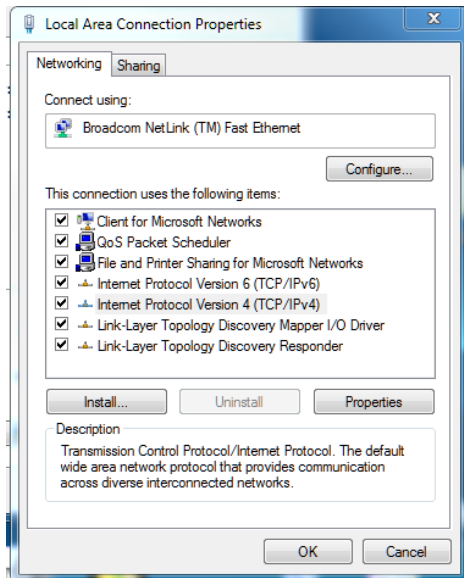 Local Area Connection Properties
Networking
Sharing
Connect using:
Broadcom NetLink (TM) Fast Ethernet
Configure...
This connection uses the following items:
Client for Microsoft Networks
QoS Packet Scheduler
File and Printer Sharing for Microsoft Networks
Internet Protocol Version 6 (TCP/IPv6)
Internet Protocol Version 4 (TCP/IPv4)
Link-Layer Topology Discovery Mapper I/O Driver
Link-Layer Topology Discovery Responder
Install...
Uninstall
Properties
Description
Transmission Control Protocol/Internet Protocol. The default
wide area network protocol that provides communication
across diverse interconnected networks.
OK
Cancel